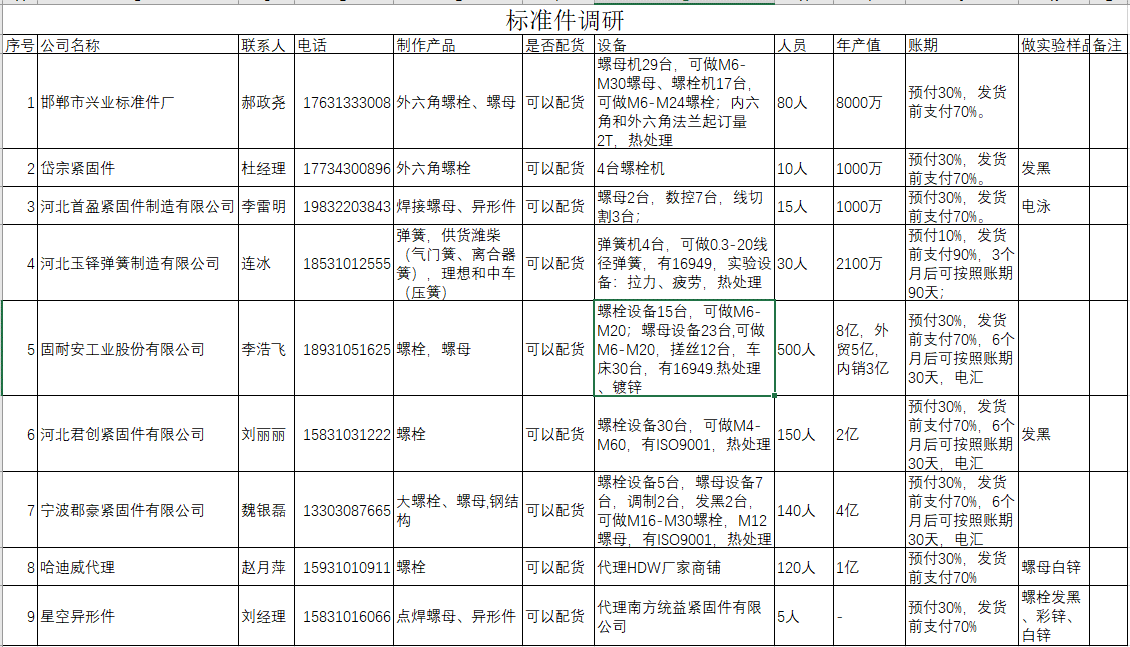 标准件调研
序号 公司名称 联系人 电话 制作产品 是否配货 设备 人员 年产值 账期 做实验样品 备注
1 邯郸市兴业标准件厂 郝政尧 17631333008 外六角螺栓、螺母 可以配货 螺母机29台，可做M6-M30螺母、螺栓机17台，可做M6-M24螺栓；内六角和外六角法兰起订量2T，热处理 80人 8000万 预付30%，发货前支付70%。
2 岱宗紧固件 杜经理 17734300896 外六角螺栓 可以配货 4台螺栓机 10人 1000万 预付30%，发货前支付70%。 发黑
3 河北首盈紧固件制造有限公司 李雷明 19832203843 焊接螺母、异形件 可以配货 螺母2台，数控7台，线切割3台； 15人 1000万 预付30%，发货前支付70%。 电泳
4 河北玉铎弹簧制造有限公司 连冰 18531012555 弹簧，供货潍柴（气门簧、离合器簧），理想和中车（压簧） 可以配货 弹簧机4台，可做0.3-20线径弹簧，有16949，实验设备：拉力、疲劳，热处理 30人 2100万 预付10%，发货前支付90%，3个月后可按照账期90天；
5 固耐安工业股份有限公司 李浩飞 18931051625 螺栓，螺母 可以配货 螺栓设备15台，可做M6-M20；螺母设备23台,可做M6-M20，搓丝12台，车床30台，有16949.热处理、镀锌 500人 8亿，外贸5亿，内销3亿 预付30%，发货前支付70%，6个月后可按照账期30天，电汇
6 河北君创紧固件有限公司 刘丽丽 15831031222 螺栓 可以配货 螺栓设备30台，可做M4-M60，有ISO9001，热处理 150人 2亿 预付30%，发货前支付70%，6个月后可按照账期30天，电汇 发黑
7 宁波郡豪紧固件有限公司 魏银磊 13303087665 大螺栓、螺母,钢结构 可以配货 螺栓设备5台，螺母设备7台，调制2台，发黑2台，可做M16-M30螺栓，M12螺母，有ISO9001，热处理 140人 4亿 预付30%，发货前支付70%，6个月后可按照账期30天，电汇
8 哈迪威代理 赵月萍 15931010911 螺栓 可以配货 代理HDW厂家商铺 120人 1亿 预付30%，发货前支付70% 螺母白锌
9 星空异形件 刘经理 15831016066 点焊螺母、异形件 可以配货 代理南方统益紧固件有限公司 5人 - 预付30%，发货前支付70% 螺栓发黑、彩锌、白锌